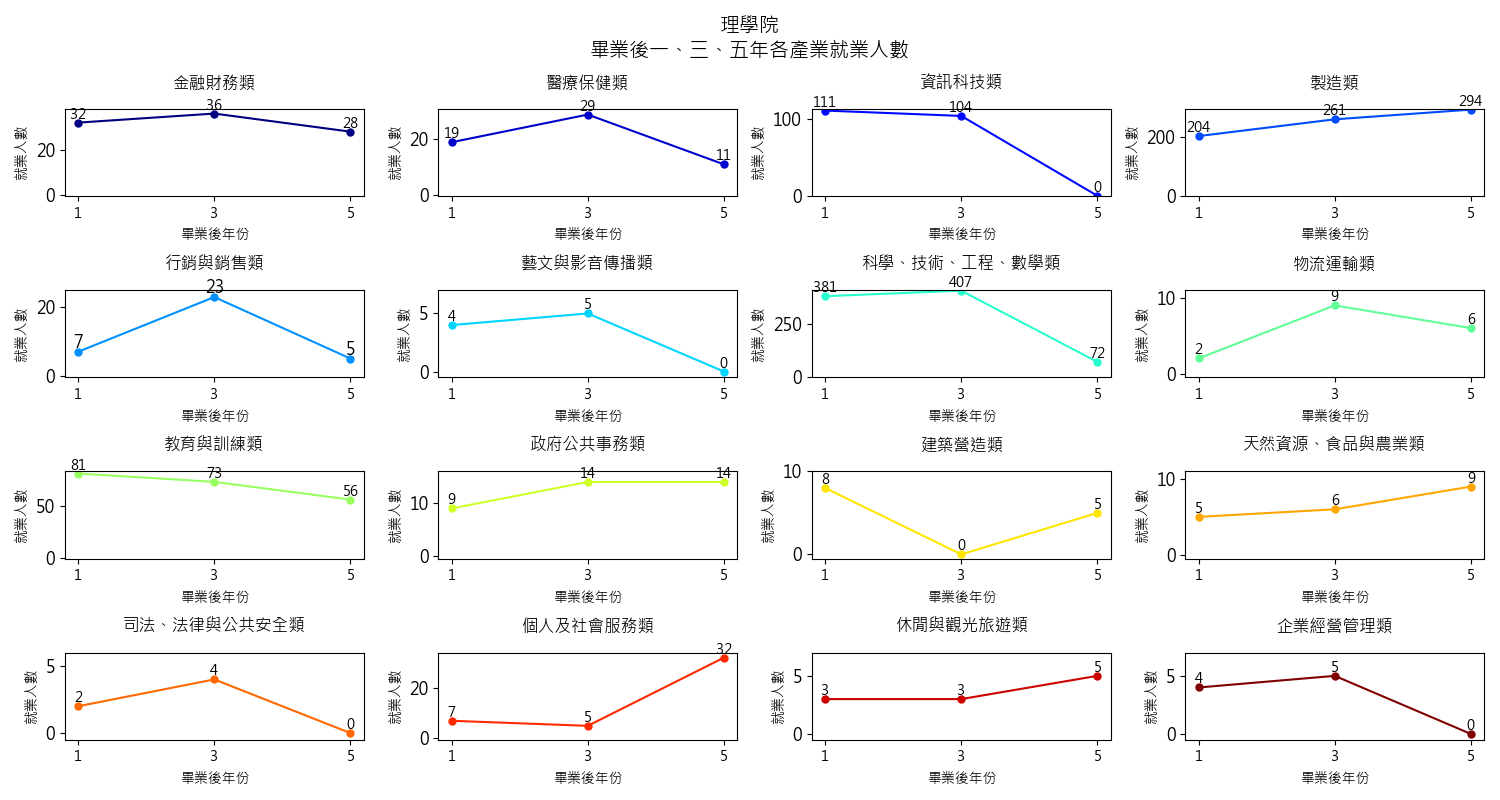 理學院
畢業後一、三、五年各產業就業人數
金融財務類
就業人數
20
0
32
36
28
1
3
5
畢業後年份
醫療保健類
就業人數
20
0
19
29
11
1
3
5
畢業後年份
資訊科技類
就業人數
100
0
111
104
0
1
3
5
畢業後年份
製造類
就業人數
200
0
204
261
294
1
3
5
畢業後年份
行銷與銷售類
就業人數
20
0
7
23
5
1
3
5
畢業後年份
藝文與影音傳播類
就業人數
5
0
4
5
0
1
3
5
畢業後年份
科學、技術、工程、數學類
就業人數
250
0
381
407
72
1
3
5
畢業後年份
物流運輸類
就業人數
10
0
2
9
6
1
3
5
畢業後年份
教育與訓練類
就業人數
50
0
81
73
56
1
3
5
畢業後年份
政府公共事務類
就業人數
10
0
9
14
14
1
3
5
畢業後年份
建築營造類
就業人數
10
0
8
0
5
1
3
5
畢業後年份
天然資源、食品與農業類
就業人數
10
0
5
6
9
1
3
5
畢業後年份
司法、法律與公共安全類
就業人數
5
0
2
4
0
1
3
5
畢業後年份
個人及社會服務類
就業人數
20
0
7
5
32
1
3
5
畢業後年份
休閒與觀光旅遊類
就業人數
5
0
3
3
5
1
3
5
畢業後年份
企業經營管理類
就業人數
5
0
4
5
0
1
3
5
畢業後年份